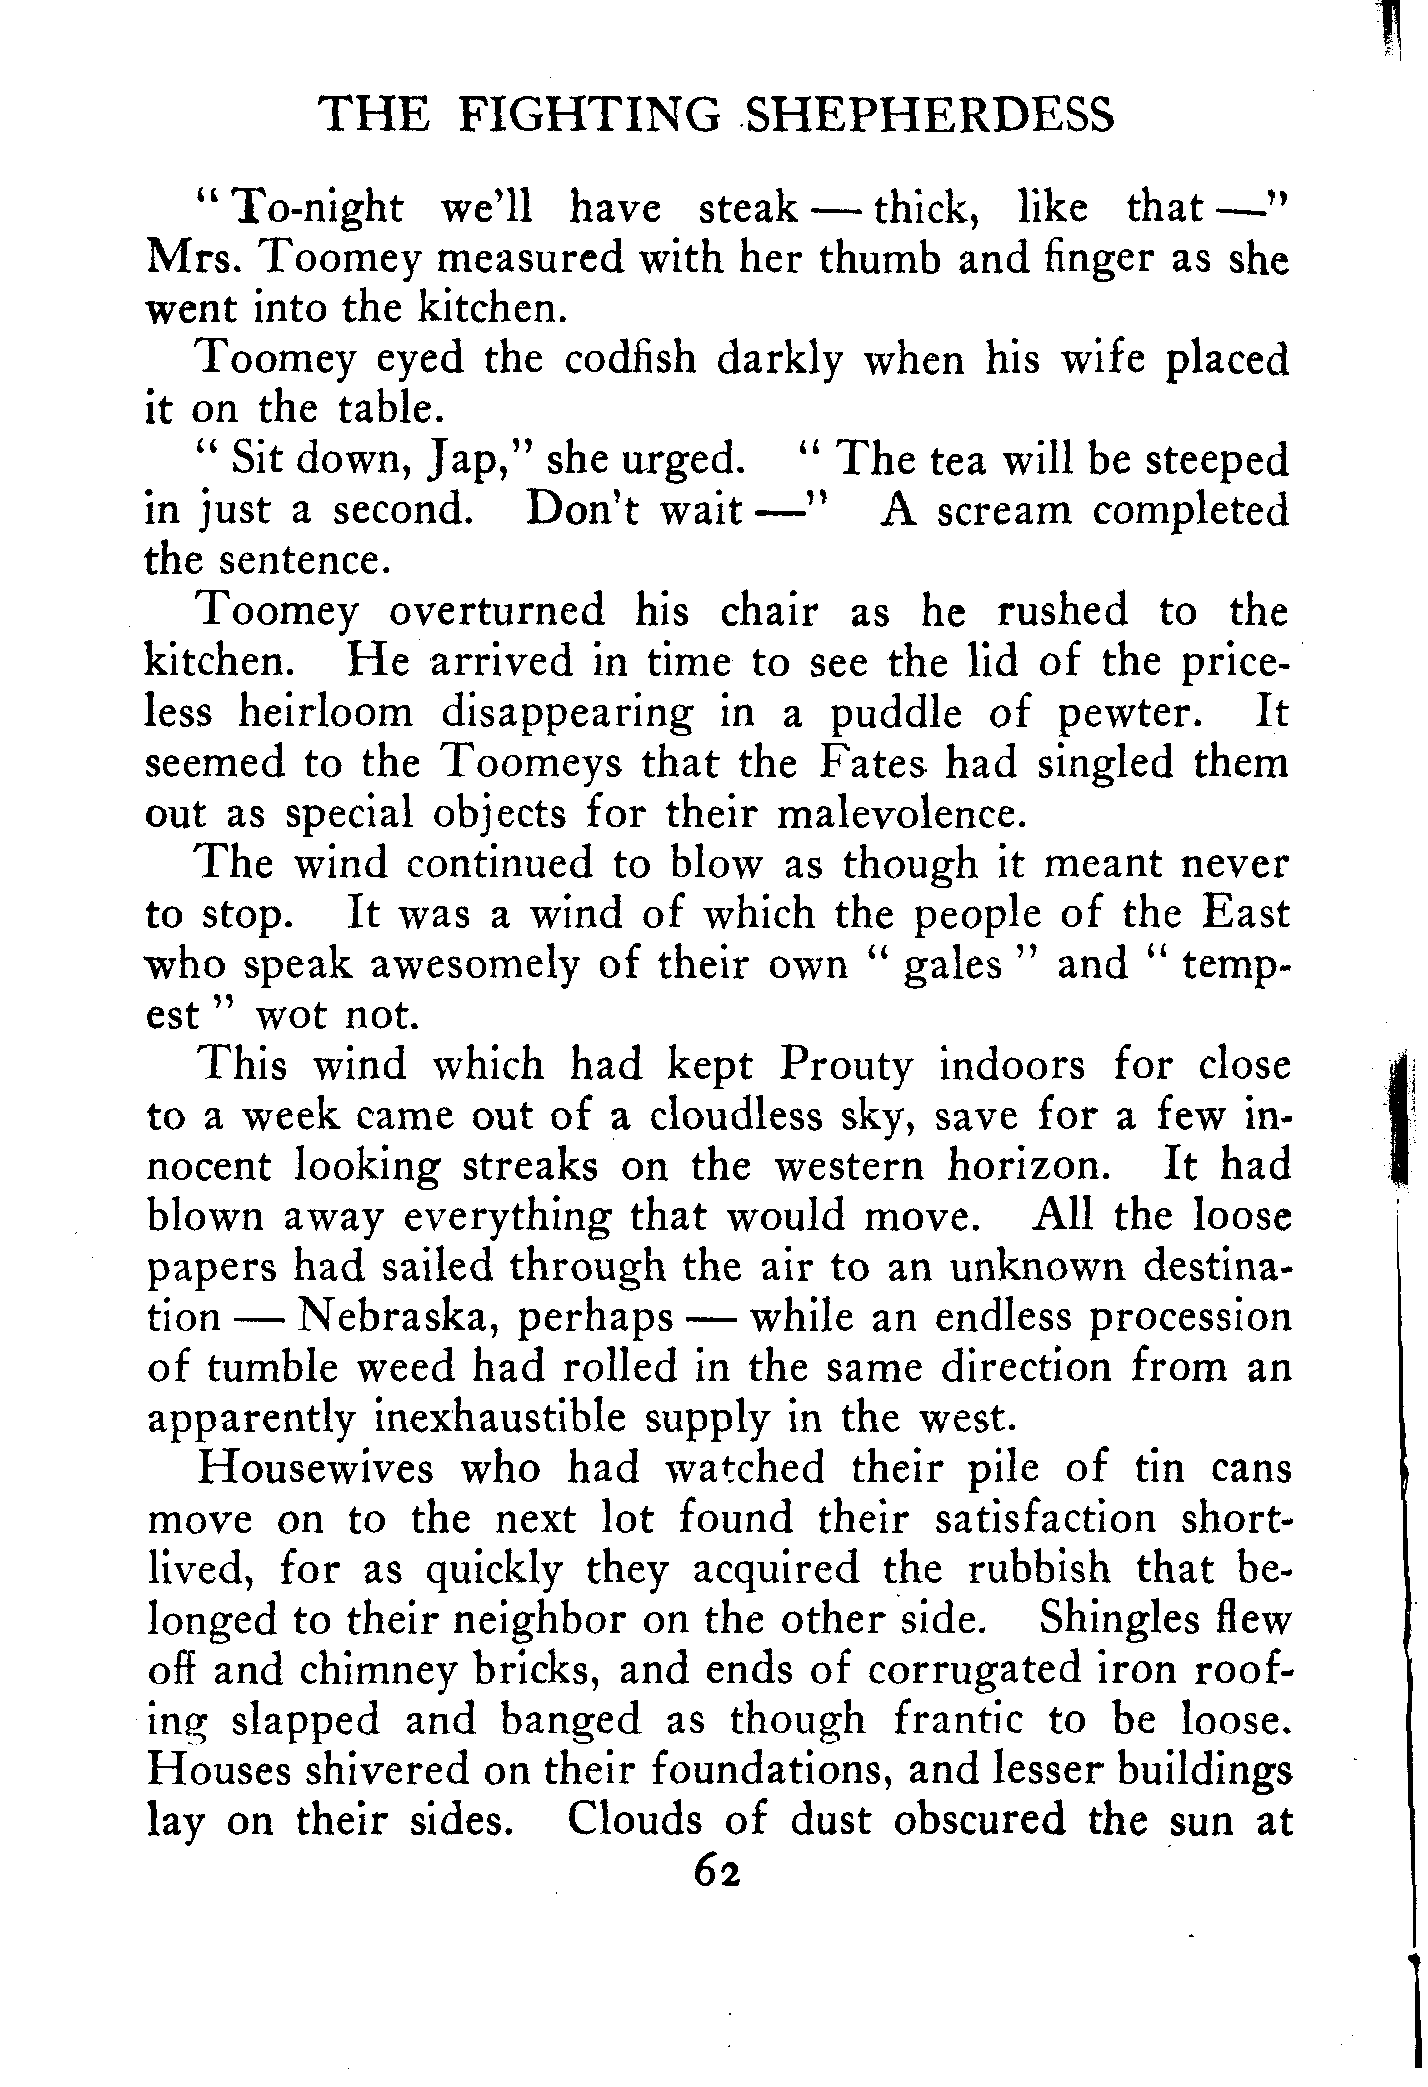 THE FIGHTING SHEPHERDESS
“ To-night we’ll have steak — thick, like that —”
Mrs. Toomey measured with her thumb and finger as she
went into the kitchen.
Toomey eyed the codfish darkly when his wife placed
it on the table.
“ Sit down, Jap,” she urged. “ The tea will be steeped
in just a second. Don’t wait —” A scream completed
the sentence.
Toomey overturned his chair as he rushed to the
kitchen. He arrived in time to see the lid of the price-
less heirloom disappearing in a puddle of pewter. It
seemed to the Toomeys that the Fates had singled them
out as special objects for their malevolence.
The wind continued to blow as though it meant never
to stop. It was a wind of which the people of the East
who speak awesomely of their own “ gales ” and “ temp-
est ” wot not.
This wind which had kept Prouty indoors for close
to a week came out of a cloudless sky, save for a few in-
nocent looking streaks on the western horizon. It had
blown away everything that would move. All the loose
papers had sailed through the air to an unknown destina-
tion — Nebraska, perhaps — while an endless procession
of tumble weed had rolled in the same direction from an
apparently inexhaustible supply in the west.
Housewives who had watched their pile of tin cans
move on to the next lot found their satisfaction short-
lived, for as quickly they acquired the rubbish that be-
longed to their neighbor on the other side. Shingles flew
off and chimney bricks, and ends of corrugated iron roof-
ing slapped and banged as though frantic to be loose.
Houses shivered on their foundations, and lesser buildings
lay on their sides. Clouds of dust obscured the sun at
62